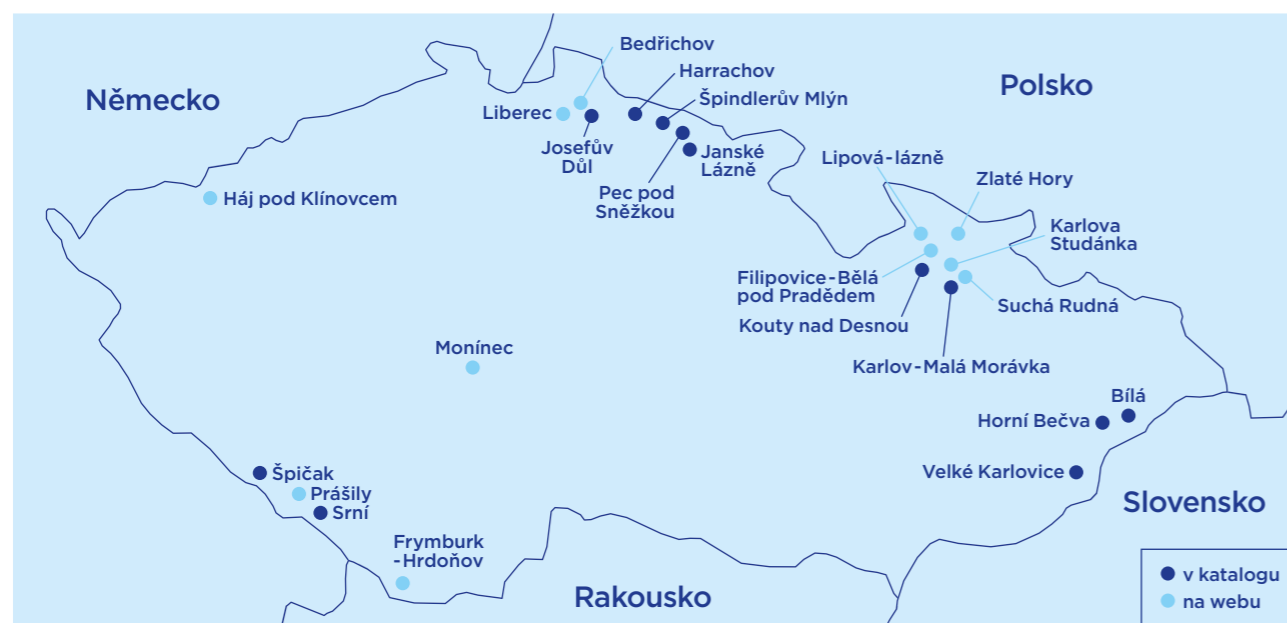 Bedřichov
Německo
Harrachov
Polsko
Špindlerův Mlýn
Liberec
Josefův
Důl
Janské
Lázně
Pec pod
Sněžkou
Lipová-lázně
Zlaté Hory
Háj pod Klínovcem
Karlova
Studánka
Filipovice-Bělá
pod Pradědem
Suchá Rudná
Kouty nad Desnou
Monínec
Karlov-Malá Morávka
Bílá
Horní Bečva
Špičak
Velké Karlovice
Prášily
Srní
Slovensko
Frymburk
-Hrdoňov
Rakousko
v katalogu
na webu